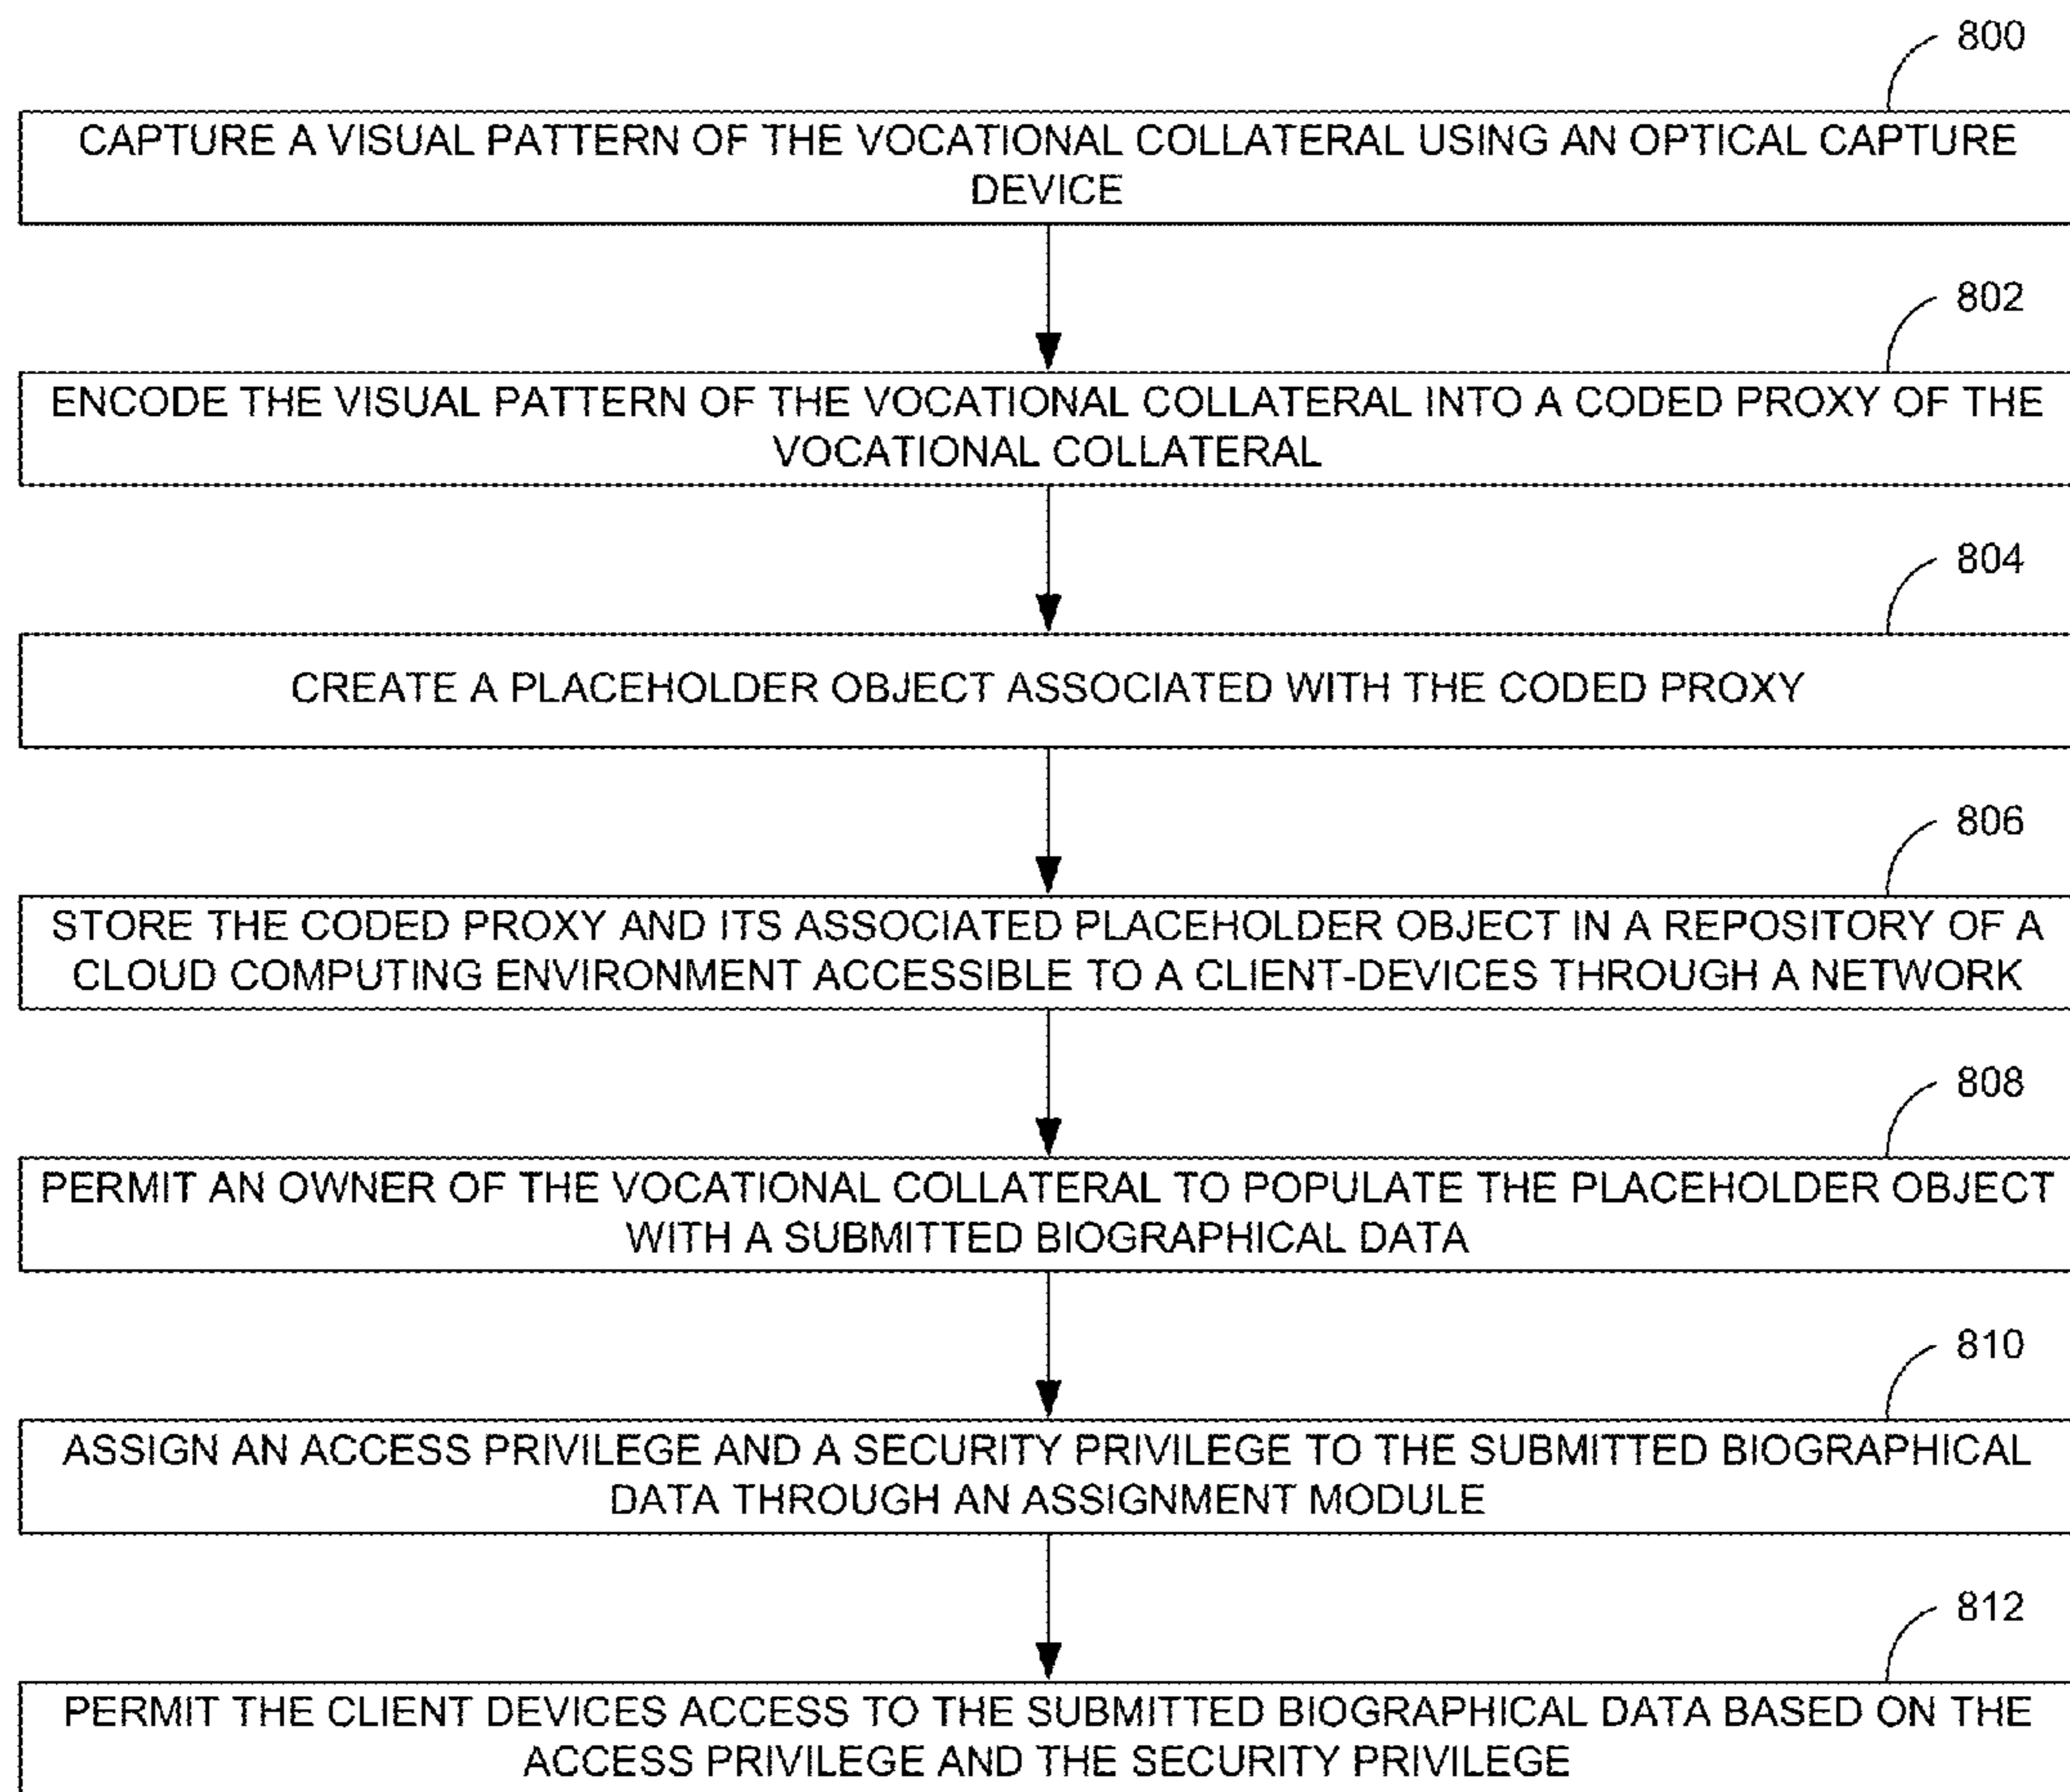 800
CAPTURE A VISUAL PATTERN OF THE VOCATIONAL COLLATERAL USING AN OPTICAL CAPTURE
DEVICE
802
ENCODE THE VISUAL PATTERN OF THE VOCATIONAL COLLATERAL INTO A CODED PROXY OF THE
VOCATIONAL COLLATERAL
804
CREATE A PLACEHOLDER OBJECT ASSOCIATED WITH THE CODED PROXY
806
STORE THE CODED PROXY AND ITS ASSOCIATED PLACEHOLDER OBJECT IN A REPOSITORY OF A
CLOUD COMPUTING ENVIRONMENT ACCESSIBLE TO A CLIENT-DEVICES THROUGH A NETWORK
808
PERMIT AN OWNER OF THE VOCATIONAL COLLATERAL TO POPULATE THE PLACEHOLDER OBJECT
WITH A SUBMITTED BIOGRAPHICAL DATA
810
ASSIGN AN ACCESS PRIVILEGE AND A SECURITY PRIVILEGE TO THE SUBMITTED BIOGRAPHICAL
DATA THROUGH AN ASSIGNMENT MODULE
812
PERMIT THE CLIENT DEVICES ACCESS TO THE SUBMITTED BIOGRAPHICAL DATA BASED ON THE
ACCESS PRIVILEGE AND THE SECURITY PRIVILEGE